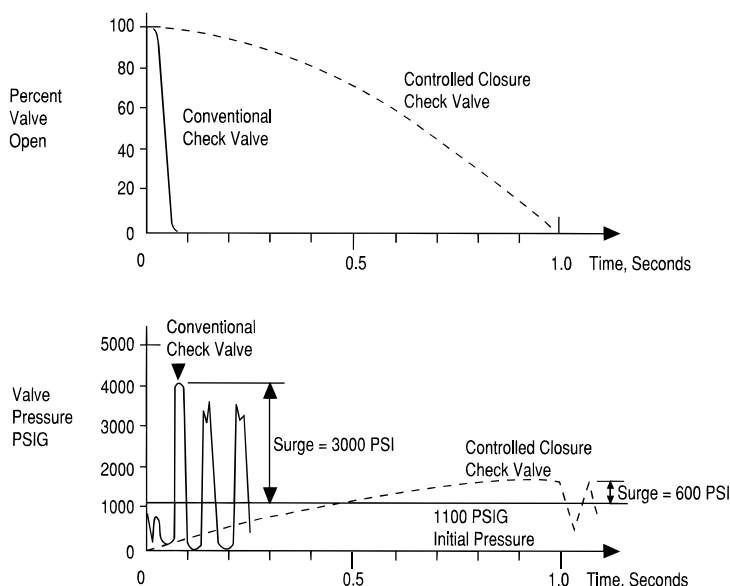 100
80
60
40
20
0
Percent
Valve
Open
Conventional
Check Valve
Controlled Closure
Check Valve
0
0.5
1.0
Time, Seconds
5000
4000
3000
2000
1000
0
Valve
Pressure
PSIG
Conventional
Check Valve
Surge = 3000 PSI
Controlled Closure
Check Valve
Surge = 600 PSI
1100 PSIG
Initial Pressure
0
0.5
1.0
Time, Seconds